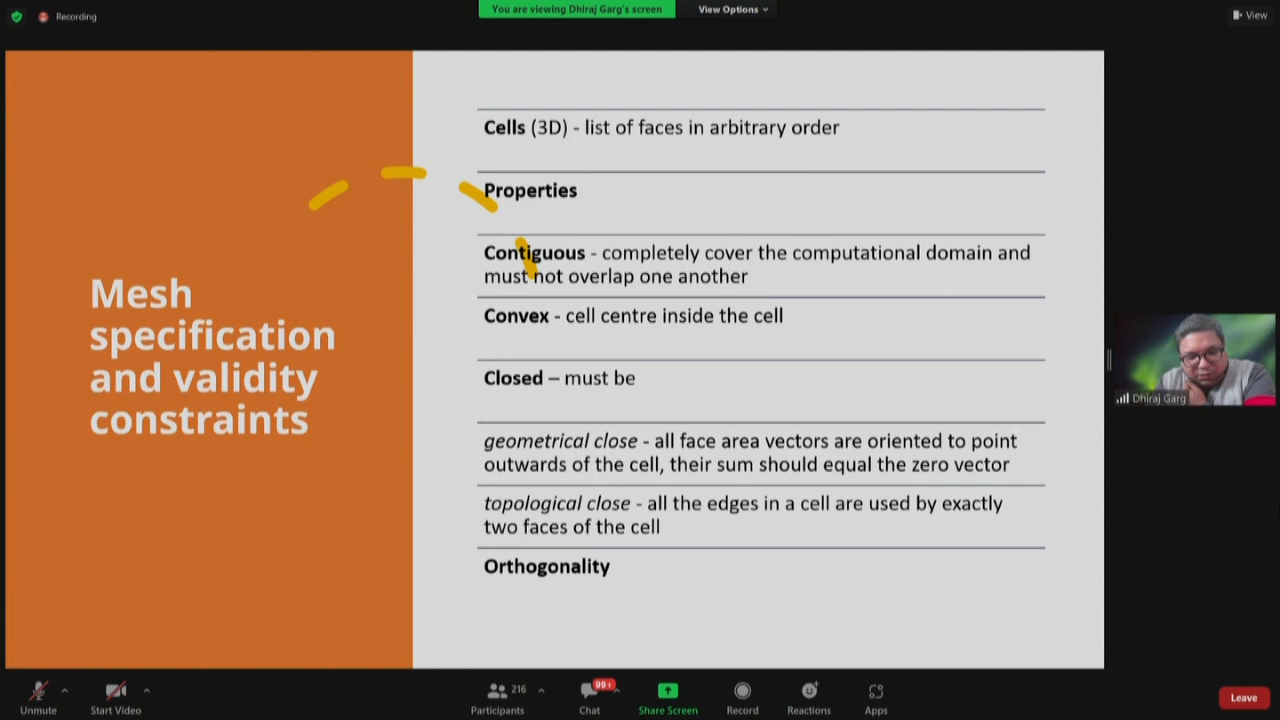 Recording
You are viewing Dhiraj Garg's screen
View Options
View
Cells (3D) - list of faces in arbitrary order
Properties
Contiguous - completely cover the computational domain and
must not overlap one another
Convex - cell centre inside the cell
Closed – must be
geometrical close - all face area vectors are oriented to point
outwards of the cell, their sum should equal the zero vector
topological close - all the edges in a cell are used by exactly
two faces of the cell
Orthogonality
Mesh
specification
and validity
constraints
Dhiraj Garg
Unmute
Start Video
216
Participants
99+
Chat
Share Screen
Record
Reactions
Apps
Leave